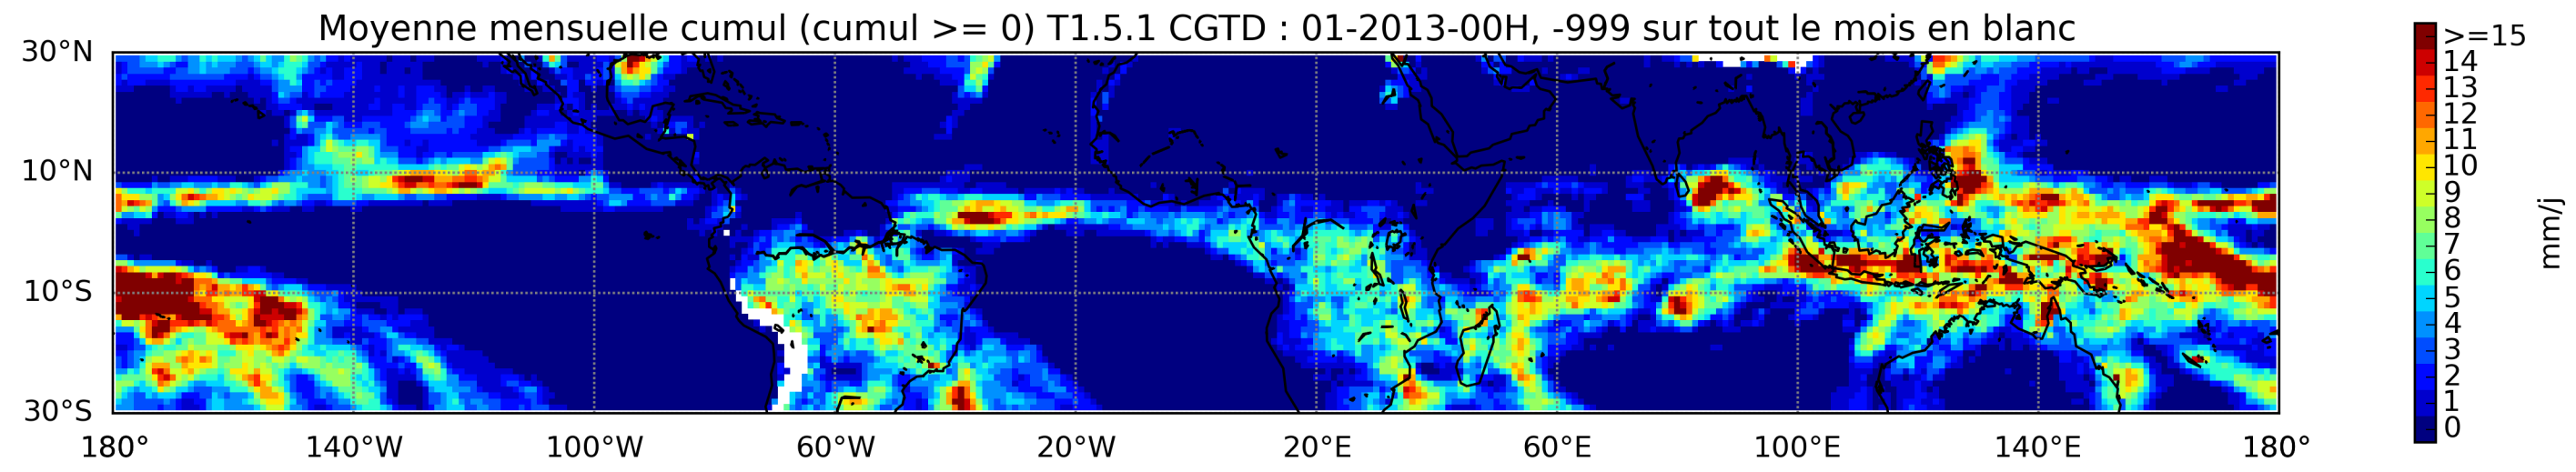 Moyenne mensuelle cumul (cumul >= 0) T1.5.1 CGTD : 01-2013-00H, -999 sur tout le mois en blanc
30°N
10°N
10°S
30°S
180° 140°W 100°W 60°W 20°W 20°E 60°E 100°E 140°E 180°
>=15
14
13
12
11
10
9
8
7
6
5
4
3
2
1
0
mm/j